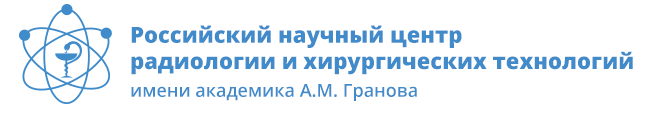 Российский научный центр
радиологии и хирургических технологий
имени академика А.М. Гранова